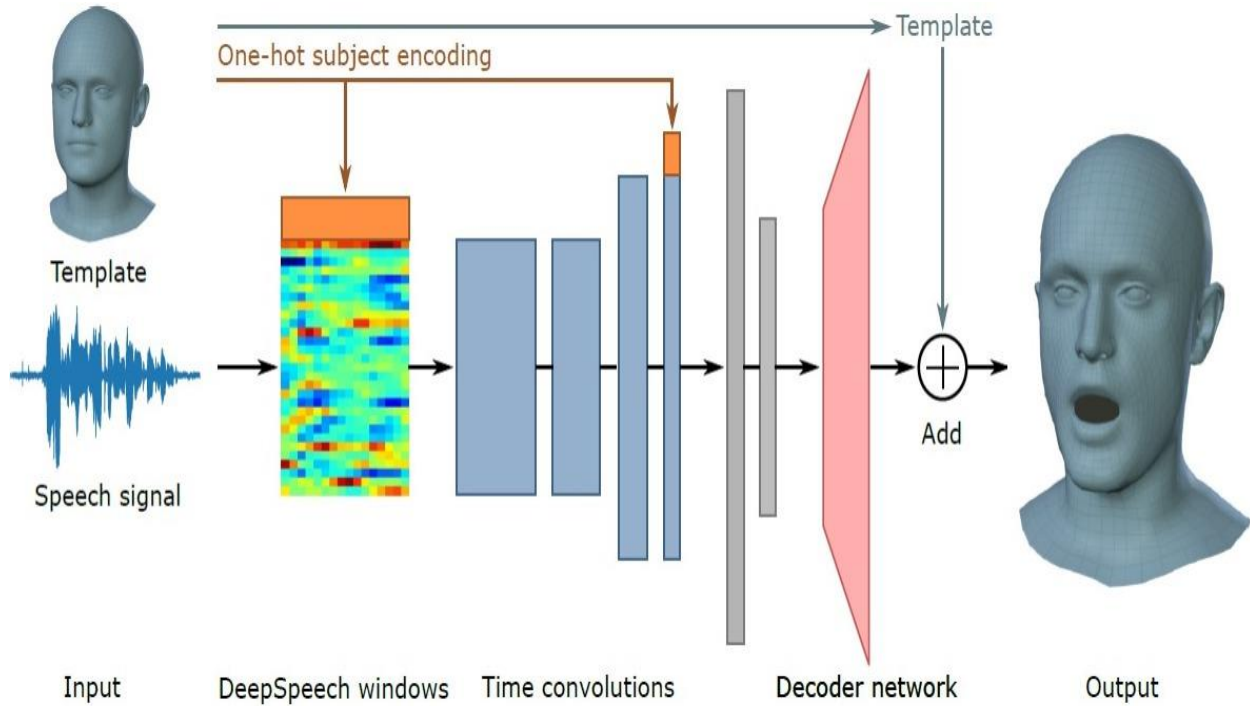 Template
One-hot subject encoding
Template
Speech signal
Add
Input
DeepSpeech windows
Time convolutions
Decoder network
Output